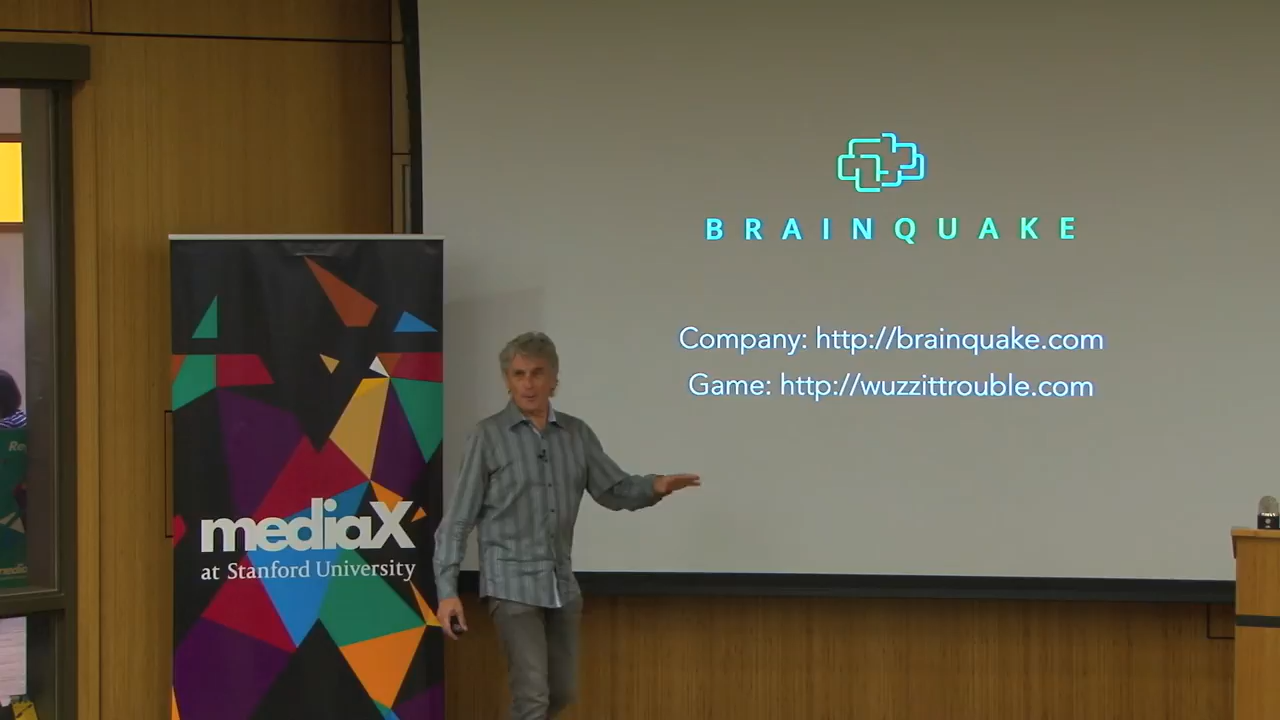 BRAINQUAKE
Company: http://brainquake.com
Game: http://wuzzittrouble.com
mediaX
at Stanford University